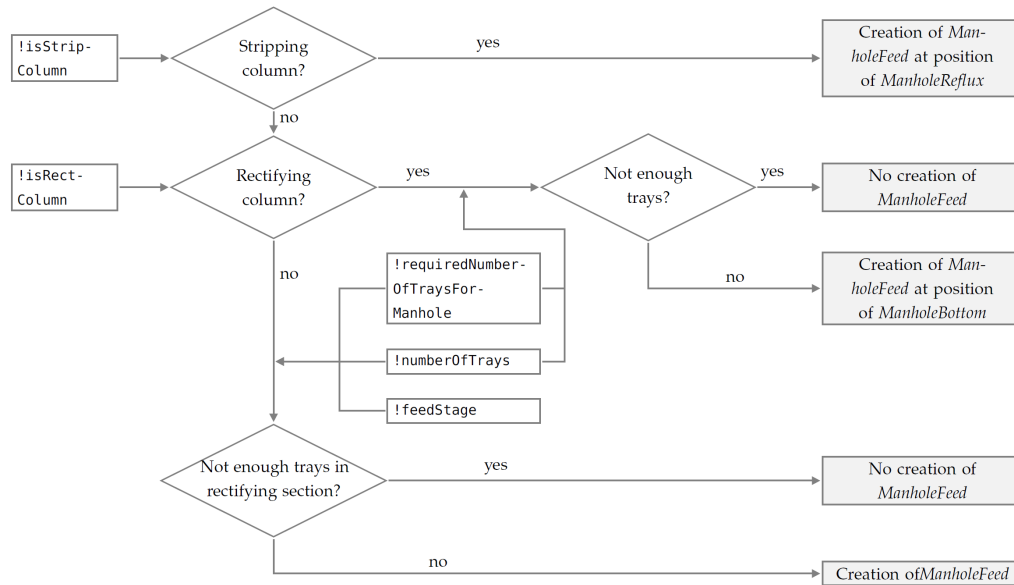 !isStrip-
Column
Stripping
column?
yes
Creation of Man-
holeFeed at position
of ManholeReflux
no
!isRect-
Column
Rectifying
column?
yes
Not enough
trays?
yes
No creation of
ManholeFeed
no
Creation of Man-
holeFeed at position
of ManholeBottom
no
!requiredNumber-
OfTraysFor-
Manhole
!numberOfTrays
!feedStage
Not enough trays in
rectifying section?
yes
No creation of
ManholeFeed
no
Creation ofManholeFeed